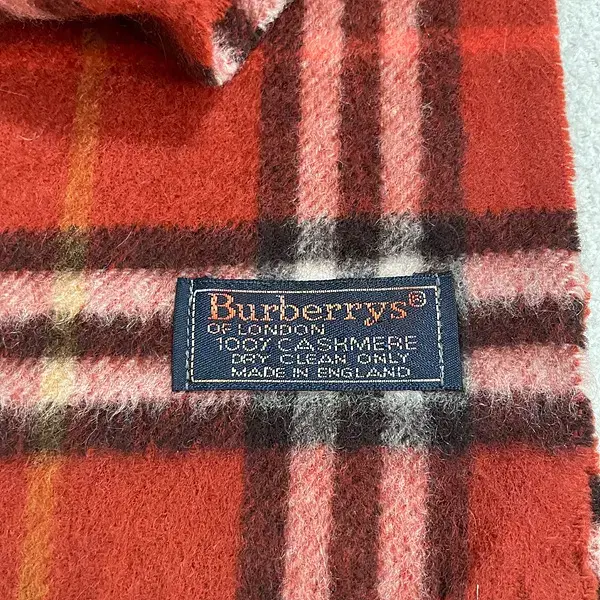 Burberrys®
OF LONDON
100% CASHMERE
DRY CLEAN ONLY
MADE IN ENGLAND